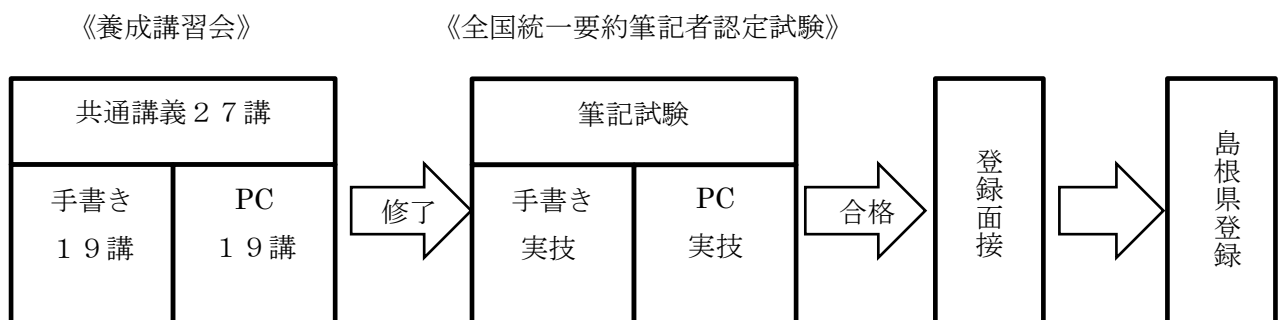 《養成講習会》
《全国統一要約筆記者認定試験》
共通講義２７講
手書き
１９講
PC
１９講
修了
筆記試験
手書き
実技
PC
実技
合格
登録面接
島根県登録